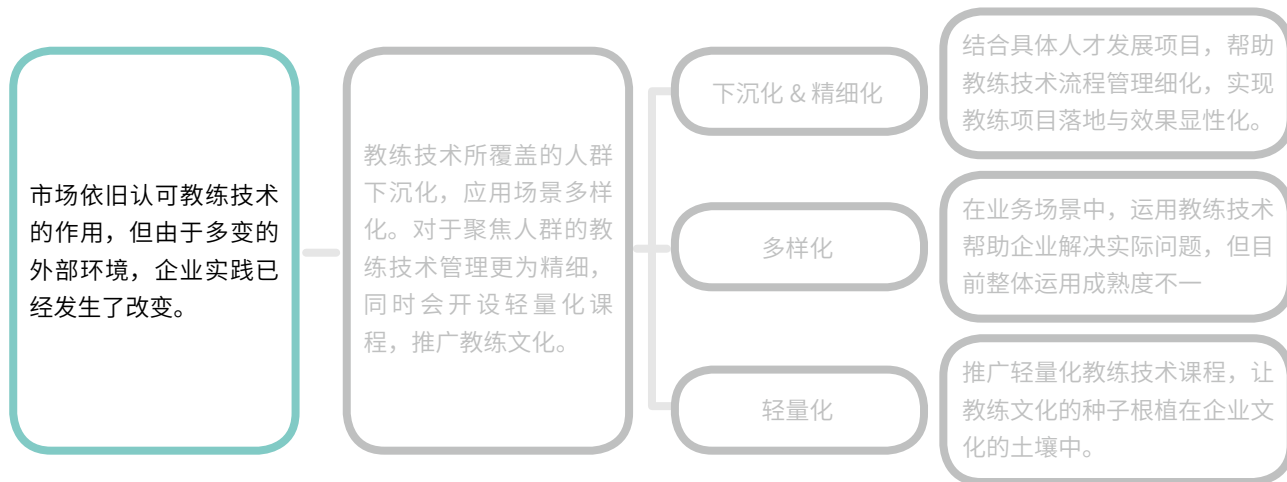 市场依旧认可教练技术
的作用，但由于多变的
外部环境，企业实践已
经发生了改变。
教练技术所覆盖的人群
下沉化，应用场景多样
化。对于聚焦人群的教
练技术管理更为精细，
同时会开设轻量化课
程，推广教练文化。
下沉化 & 精细化
结合具体人才发展项目，帮助
教练技术流程管理细化，实现
教练项目落地与效果显性化。
多样化
在业务场景中，运用教练技术
帮助企业解决实际问题，但目
前整体运用成熟度不一
轻量化
推广轻量化教练技术课程，让
教练文化的种子根植在企业文
化的土壤中。